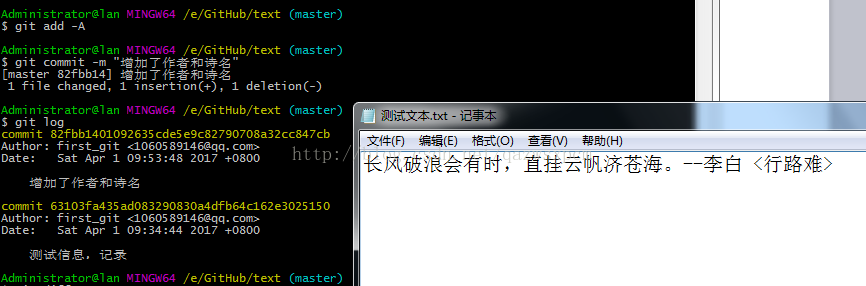 Administrator@lan MINGW64 /e/GitHub/text (master)
$ git add -A
Administrator@lan MINGW64 /e/GitHub/text (master)
$ git commit -m "增加了作者和诗名"
[master 82fbb14] 增加了作者和诗名
1 file changed, 1 insertion(+), 1 deletion(-)
Administrator@lan MINGW64 /e/GitHub/text (master)
$ git log
commit 82fbb1401092635cde5e9c82790708a32cc847cb
Author: first_git <1060589146@qq.com>
Date:   Sat Apr 1 09:53:48 2017 +0800
增加了作者和诗名
commit 63103fa435ad083290830a4dfb64c162e3025150
Author: first_git <1060589146@qq.com>
Date:   Sat Apr 1 09:34:44 2017 +0800
测试信息, 记录
Administrator@lan MINGW64 /e/GitHub/text (master)
测试文本.txt - 记事本
文件(F) 编辑(E) 格式(O) 查看(V) 帮助(H)
长风破浪会有时，直挂云帆济苍海。--李白 <行路难>
http://